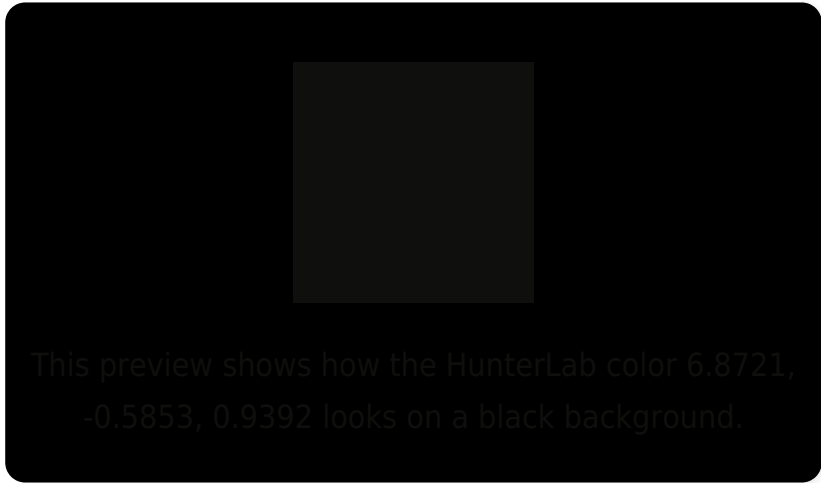 This preview shows how the HunterLab color 6.8721,
-0.5853, 0.9392 looks on a black background.